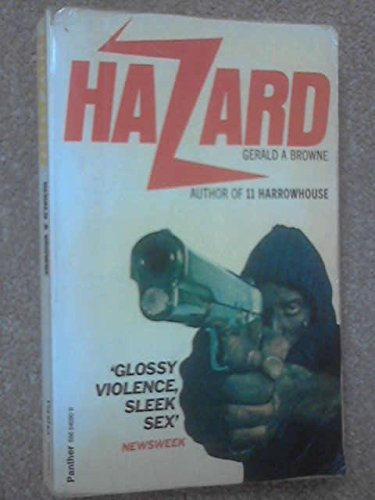 HAZARD
GERALD A BROWNE
AUTHOR OF 11 HARROWHOUSE
'GLOSSY
VIOLENCE,
SLEEK
SEX'
NEWSWEEK
Panther